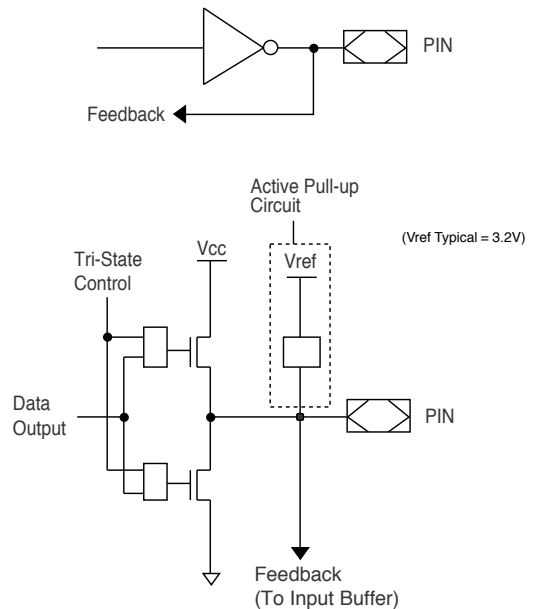 PIN
Feedback
Active Pull-up
Circuit
(Vref Typical = 3.2V)
Vcc
Vref
Tri-State
Control
Data
Output
PIN
Feedback
(To Input Buffer)